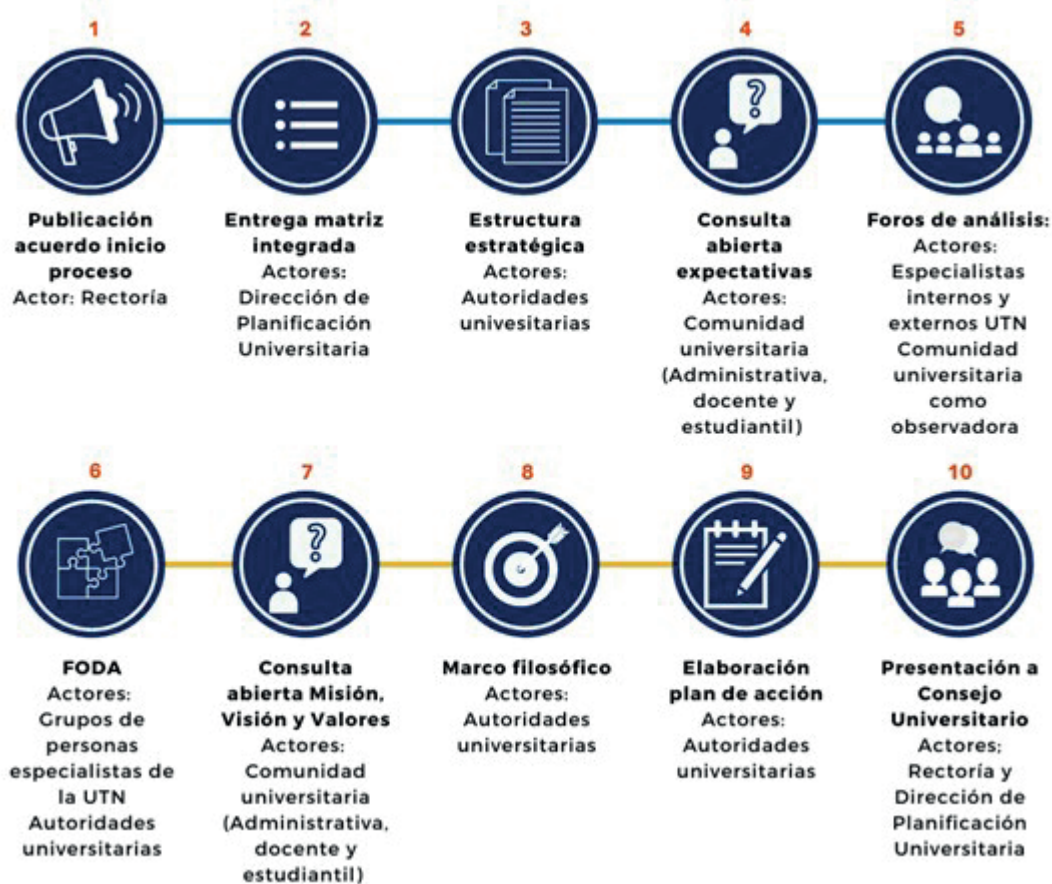 1
Publicación
acuerdo inicio
proceso
Actor: Rectoría
2
Entrega matriz
integrada
Actores:
Dirección de
Planificación
Universitaria
3
Estructura
estratégica
Actores:
Autoridades
univesitarias
4
?
Consulta
abierta
expectativas
Actores:
Comunidad
universitaria
(Administrativa,
docente y
estudiantil)
5
Foros de análisis:
Actores:
Especialistas
internos y
externos UTN
Comunidad
universitaria
como
observadora
6
FODA
Actores:
Grupos de
personas
especialistas de
la UTN
Autoridades
universitarias
7
?
Consulta
abierta Misión,
Visión y Valores
Actores:
Comunidad
universitaria
(Administrativa,
docente y
estudiantil)
8
Marco filosófico
Actores:
Autoridades
universitarias
9
Elaboración
plan de acción
Actores:
Autoridades
universitarias
10
Presentación a
Consejo
Universitario
Actores;
Rectoría y
Dirección de
Planificación
Universitaria